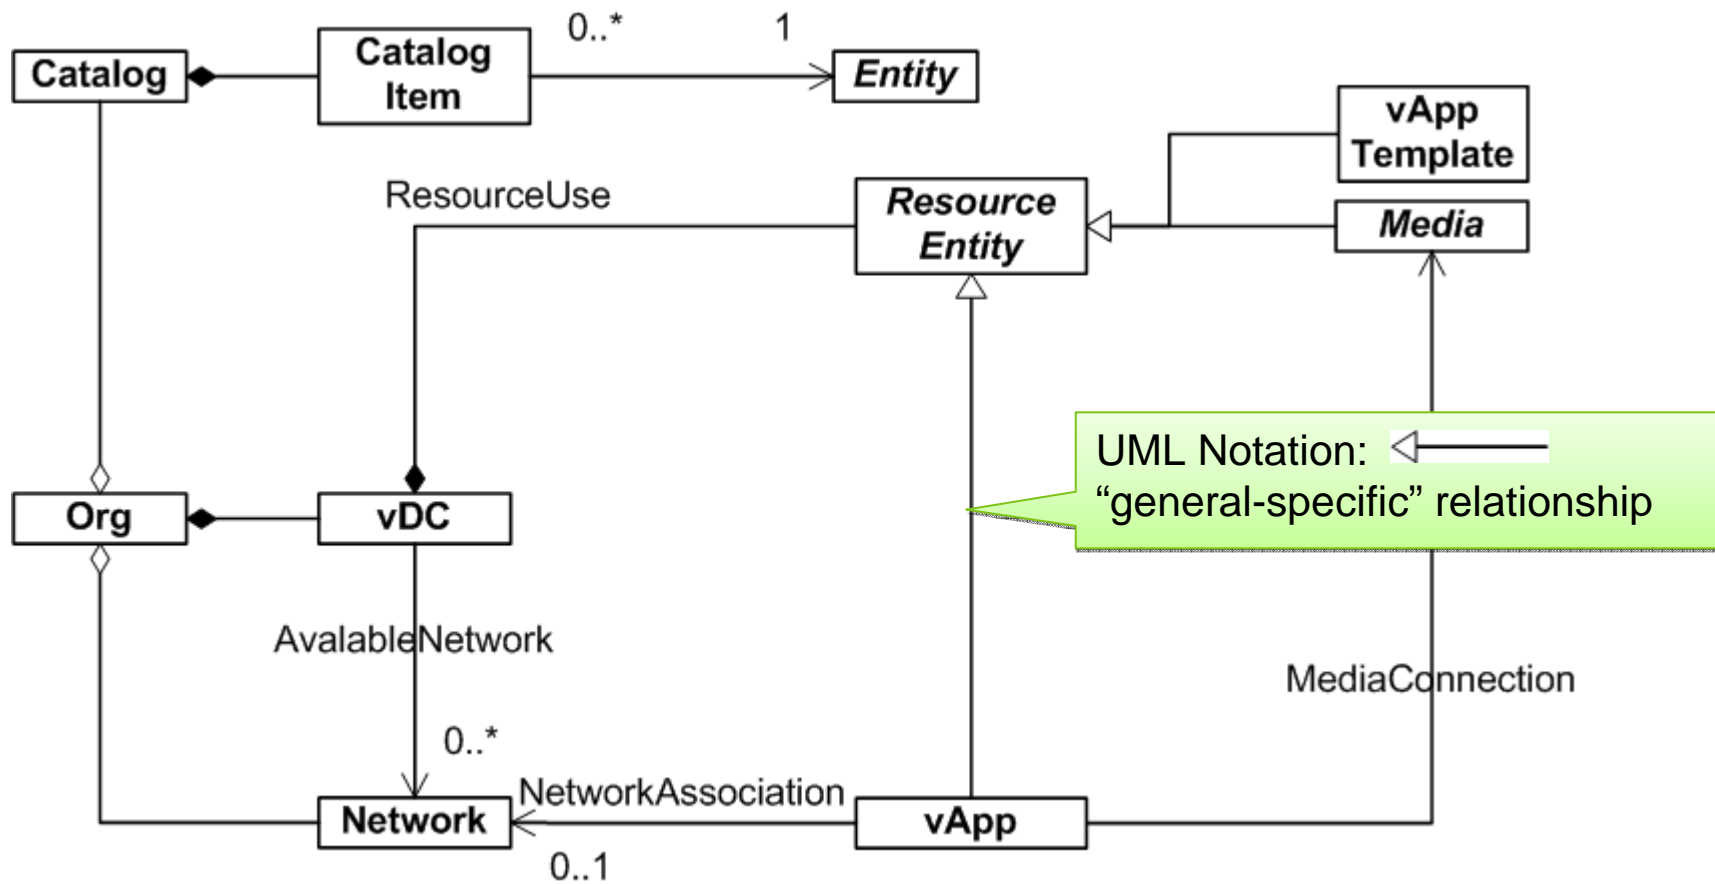 0..*
1
Catalog
Catalog
Item
Entity
vApp
Template
ResourceUse
Resource
Entity
Media
UML Notation:
“general-specific” relationship
Org
vDC
AvalableNetwork
MediaConnection
0..*
NetworkAssociation
Network
vApp
0..1